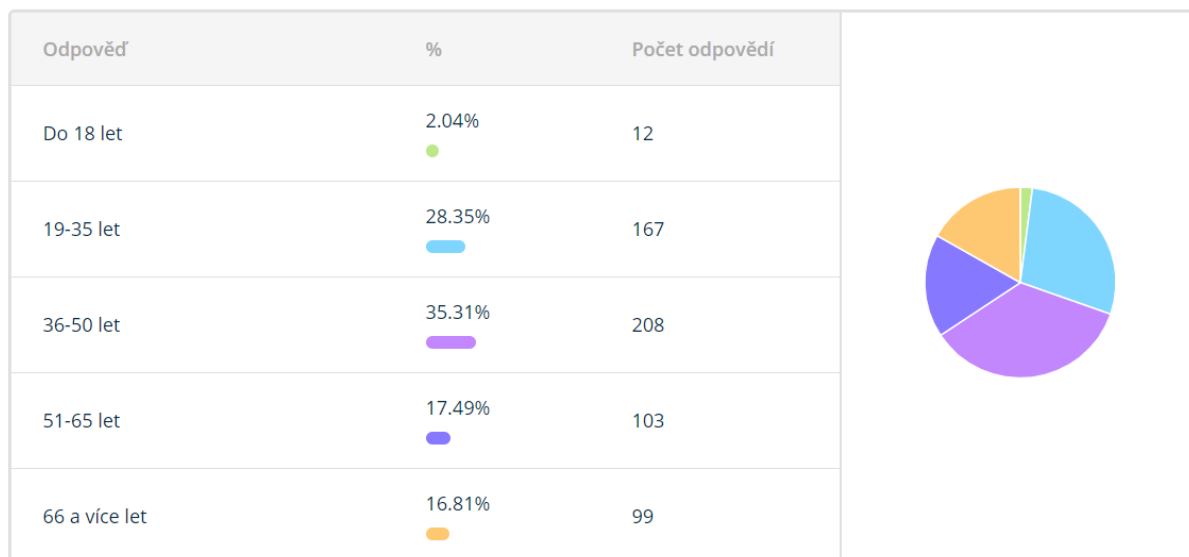 Odpověď % Počet odpovědí
Do 18 let 2.04% 12
19-35 let 28.35% 167
36-50 let 35.31% 208
51-65 let 17.49% 103
66 a více let 16.81% 99